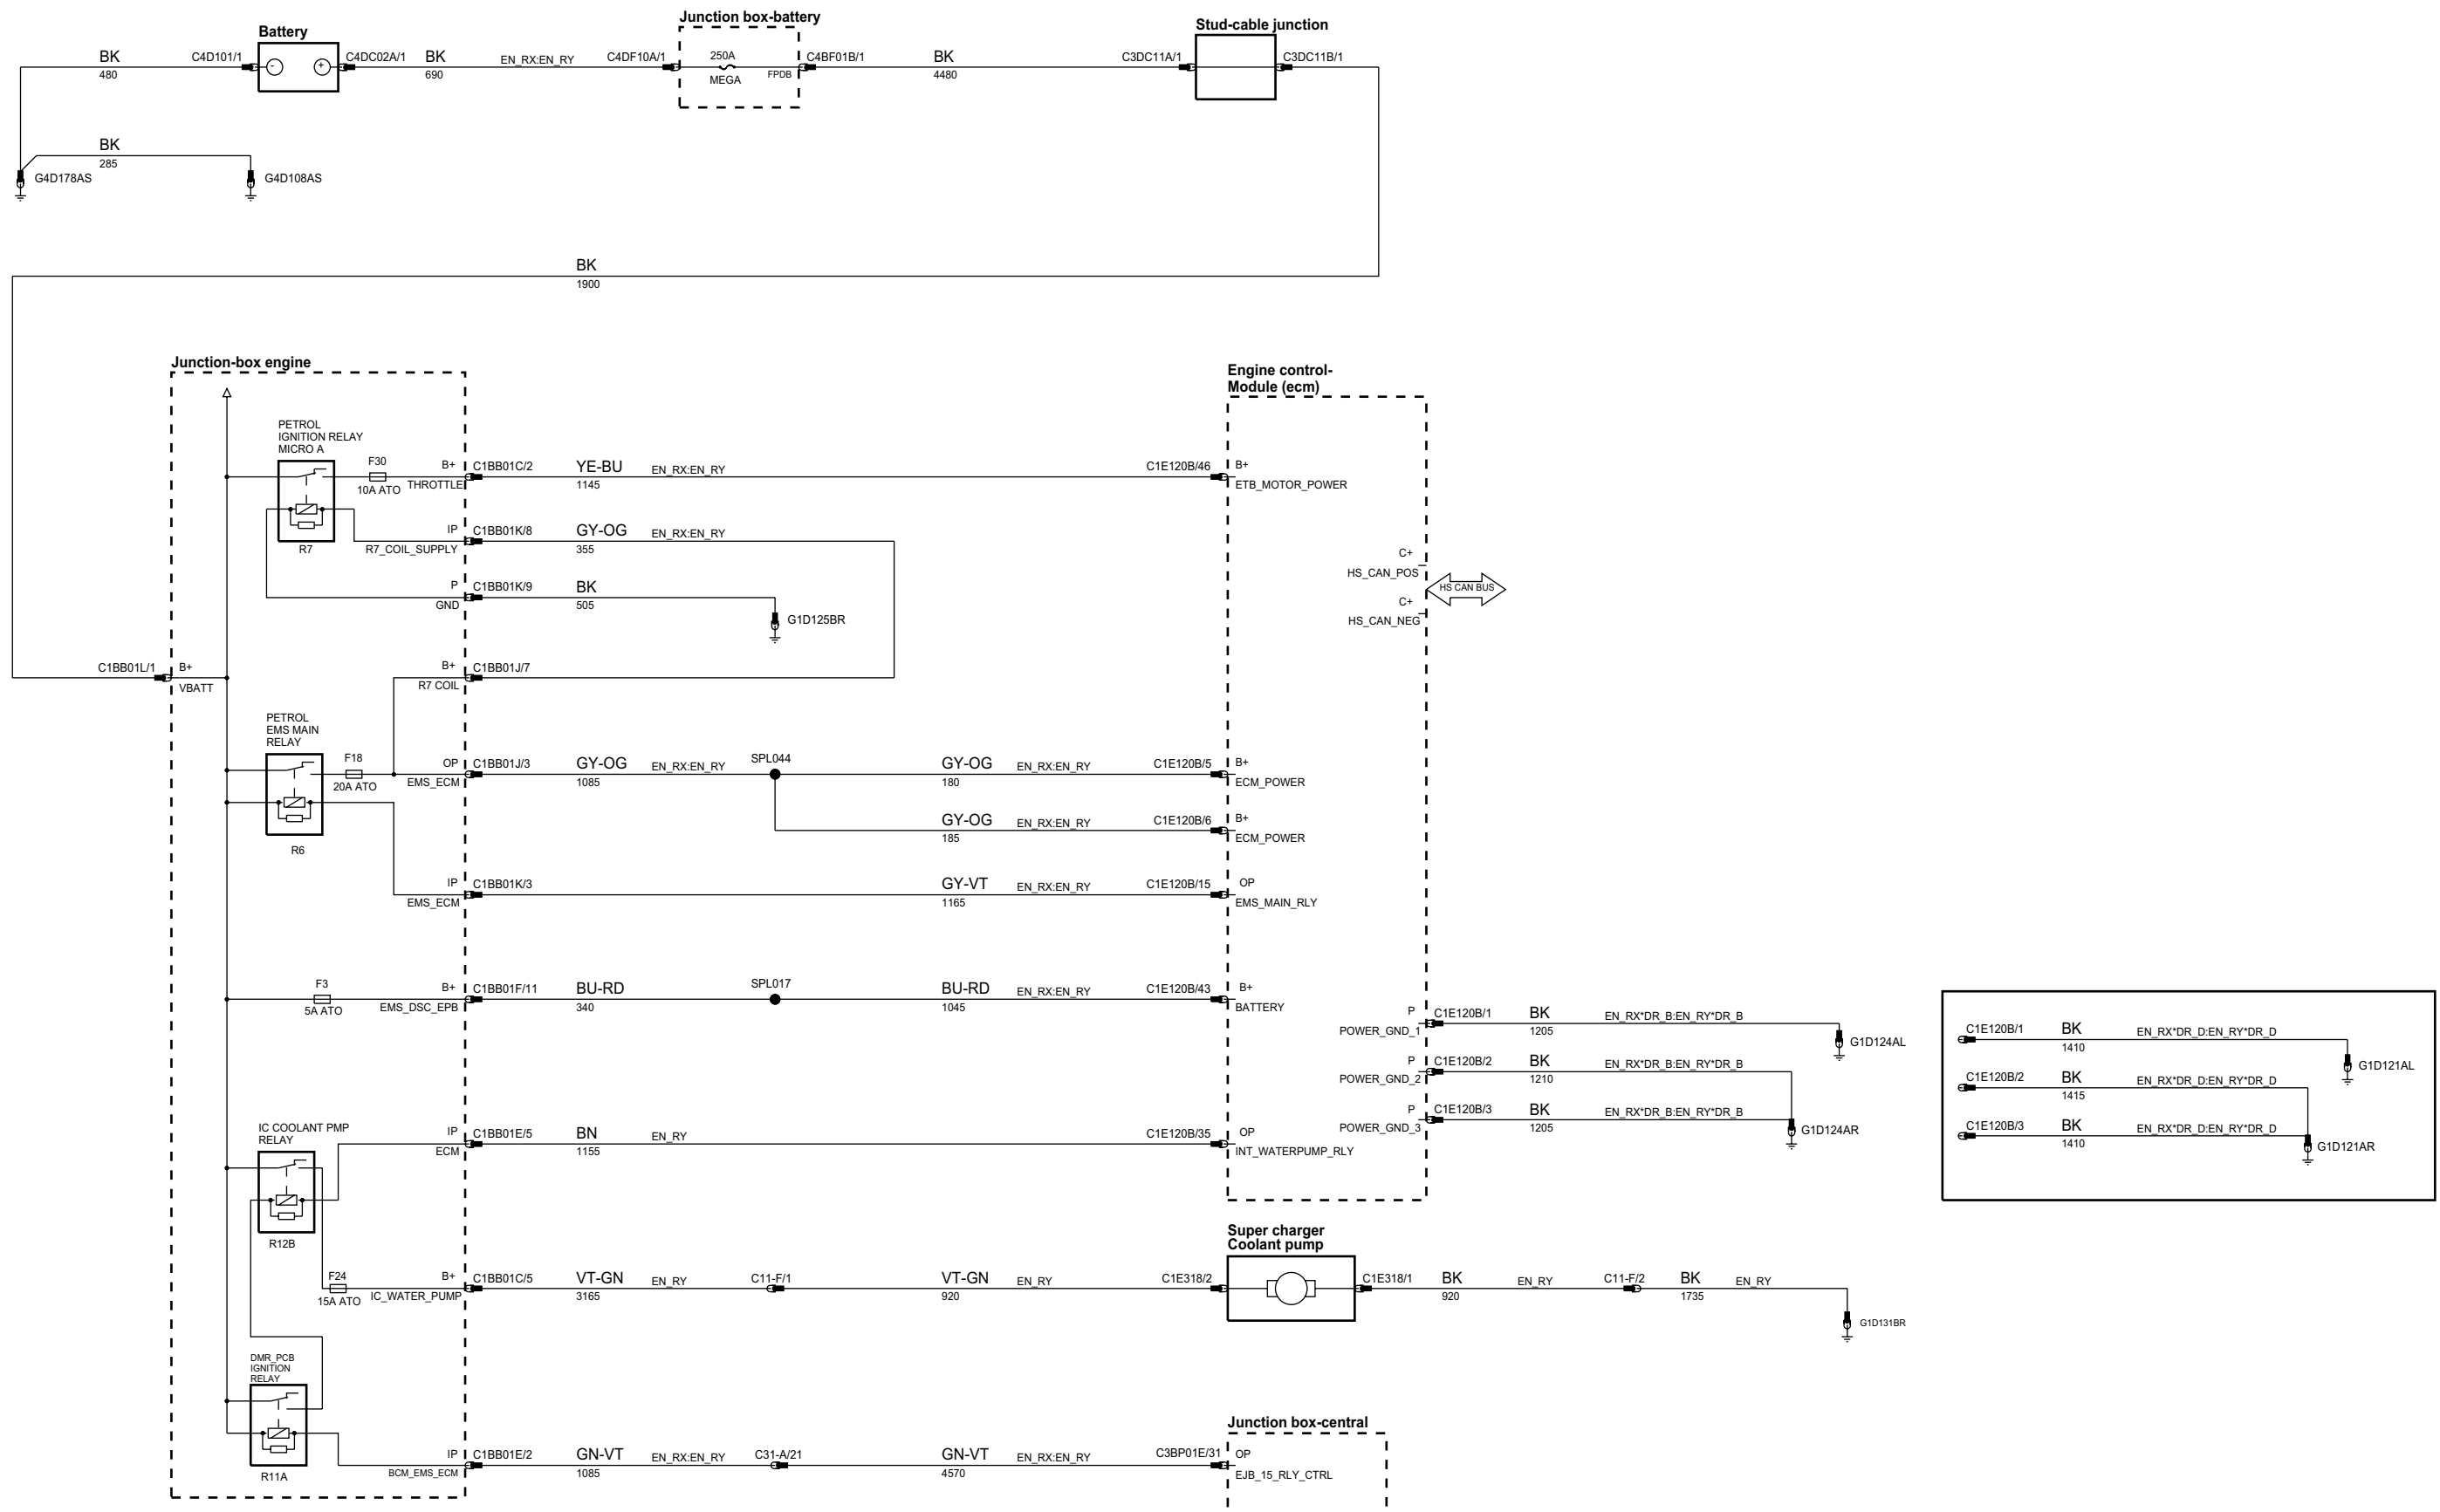 Junction box-battery
Battery
Stud-cable junction
BK
480
C4D101/1
-
+
C4DC02A/1
BK
690
EN_RX:EN_RY
C4DF10A/1
250A
MEGA
FPDB
C4BF01B/1
BK
4480
C3DC11A/1
C3DC11B/1
BK
285
G4D178AS
G4D108AS
BK
1900
Junction-box engine
Engine control-
Module (ecm)
PETROL
IGNITION RELAY
MICRO A
R7
F30
10A ATO
B+
THROTTLE
C1BB01C/2
YE-BU
1145
EN_RX:EN_RY
C1E120B/46
B+
ETB_MOTOR_POWER
IP
R7_COIL_SUPPLY
C1BB01K/8
GY-OG
355
EN_RX:EN_RY
P
GND
C1BB01K/9
BK
505
G1D125BR
C+
HS_CAN_POS
HS CAN BUS
C+
HS_CAN_NEG
C1BB01L/1
B+
VBATT
B+
R7 COIL
C1BB01J/7
PETROL
EMS MAIN
RELAY
R6
F18
20A ATO
OP
EMS_ECM
C1BB01J/3
GY-OG
1085
EN_RX:EN_RY
SPL044
GY-OG
180
EN_RX:EN_RY
C1E120B/5
B+
ECM_POWER
GY-OG
185
EN_RX:EN_RY
C1E120B/6
B+
ECM_POWER
IP
EMS_ECM
C1BB01K/3
GY-VT
1165
EN_RX:EN_RY
C1E120B/15
OP
EMS_MAIN_RLY
F3
5A ATO
B+
EMS_DSC_EPB
C1BB01F/11
BU-RD
340
SPL017
BU-RD
1045
EN_RX:EN_RY
C1E120B/43
B+
BATTERY
P
POWER_GND_1
C1E120B/1
BK
1205
EN_RX*DR_B:EN_RY*DR_B
G1D124AL
P
POWER_GND_2
C1E120B/2
BK
1210
EN_RX*DR_B:EN_RY*DR_B
P
POWER_GND_3
C1E120B/3
BK
1205
EN_RX*DR_B:EN_RY*DR_B
G1D124AR
C1E120B/1
BK
1410
EN_RX*DR_D:EN_RY*DR_D
G1D121AL
C1E120B/2
BK
1415
EN_RX*DR_D:EN_RY*DR_D
C1E120B/3
BK
1410
EN_RX*DR_D:EN_RY*DR_D
G1D121AR
IC COOLANT PMP
RELAY
R12B
IP
ECM
C1BB01E/5
BN
1155
EN_RY
C1E120B/35
OP
INT_WATERPUMP_RLY
Super charger
Coolant pump
F24
15A ATO
B+
IC_WATER_PUMP
C1BB01C/5
VT-GN
3165
EN_RY
C11-F/1
VT-GN
920
EN_RY
C1E318/2
C1E318/1
BK
920
EN_RY
C11-F/2
BK
1735
EN_RY
G1D131BR
DMR_PCB
IGNITION
RELAY
R11A
Junction box-central
IP
BCM_EMS_ECM
C1BB01E/2
GN-VT
1085
EN_RX:EN_RY
C31-A/21
GN-VT
4570
EN_RX:EN_RY
C3BP01E/31
OP
EJB_15_RLY_CTRL